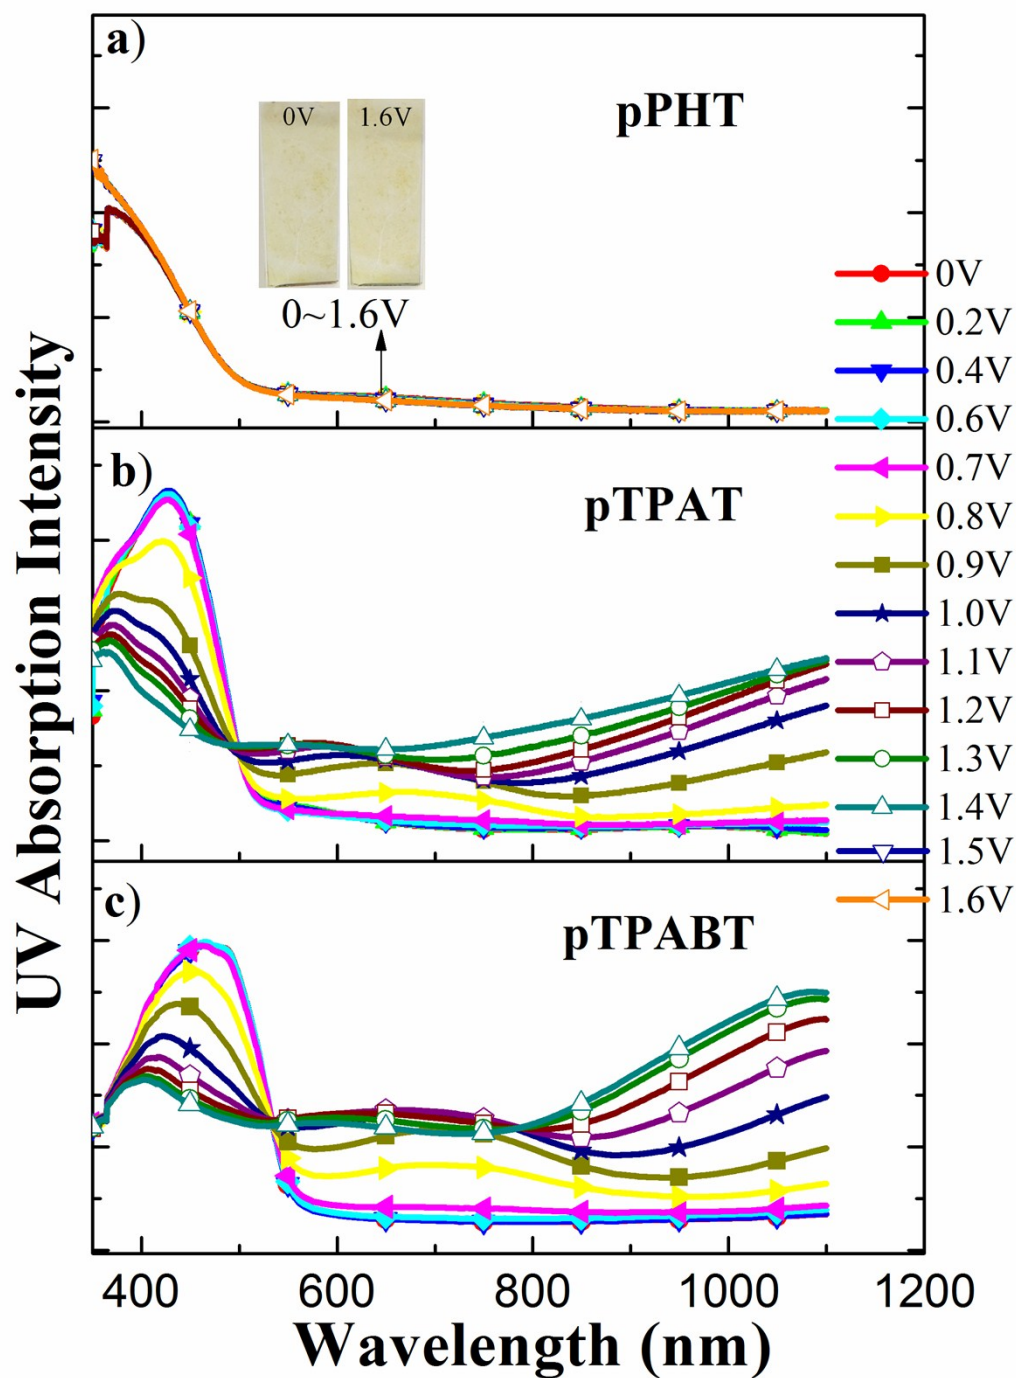 a)
pPHT
0V
1.6V
0~1.6V
0V
0.2V
0.4V
0.6V
0.7V
0.8V
0.9V
1.0V
1.1V
1.2V
1.3V
1.4V
1.5V
1.6V
b)
pTPAT
c)
pTPABT
UV Absorption Intensity
400
600
800
1000
1200
Wavelength (nm)